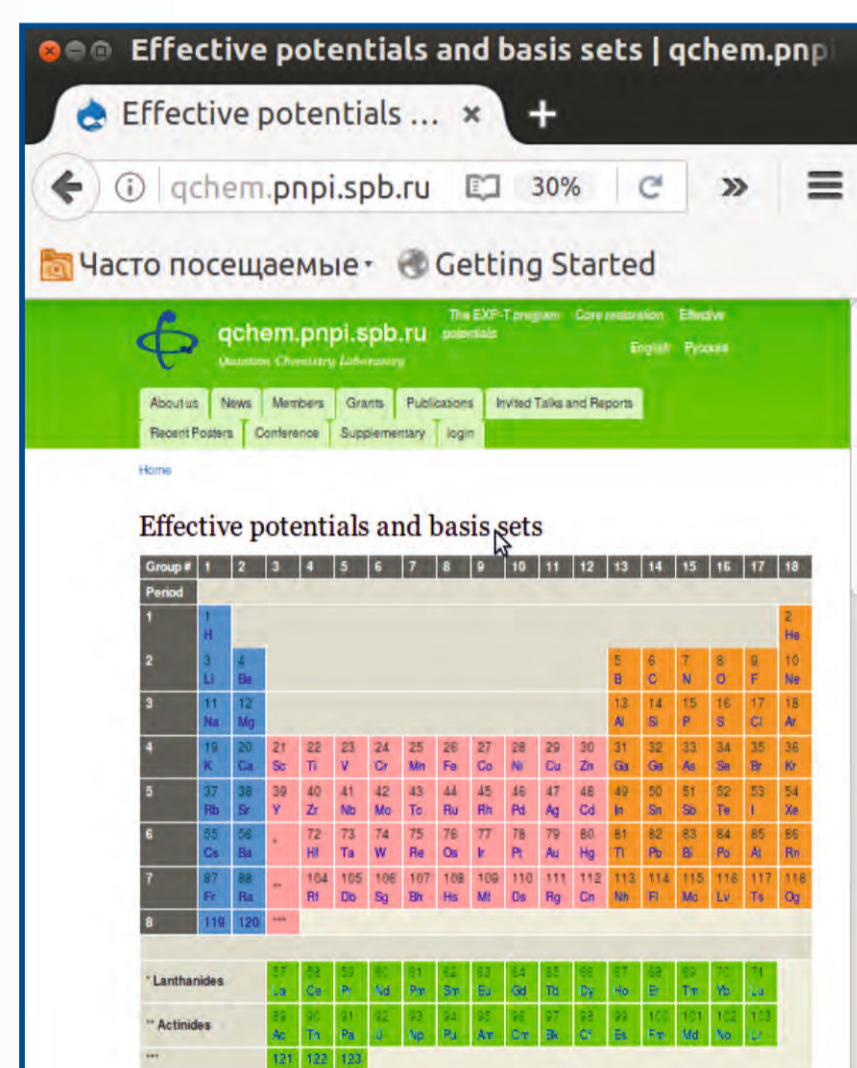 Effective potentials and basis sets | qchem.pnpi
Effective potentials ... × +
qchem.pnpi.spb.ru 30% »
Часто посещаемые Getting Started
The EXP-T program Core restoration Effective
qchem.pnpi.spb.ru potentials
Quantum Chemistry Laboratory English Русский
About us News Members Grants Publications Invited Talks and Reports
Recent Posters Conference Supplementary login
Home
Effective potentials and basis sets
Group # 1 2 3 4 5 6 7 8 9 10 11 12 13 14 15 16 17 18
Period
1 1 2
H He
2 3 4 5 6 7 8 9 10
Li Be B C N O F Ne
3 11 12 13 14 15 16 17 18
Na Mg Al Si P S Cl Ar
4 19 20 21 22 23 24 25 26 27 28 29 30 31 32 33 34 35 36
K Ca Sc Ti V Cr Mn Fe Co Ni Cu Zn Ga Ge As Se Br Kr
5 37 38 39 40 41 42 43 44 45 46 47 48 49 50 51 52 53 54
Rb Sr Y Zr Nb Mo Tc Ru Rh Pd Ag Cd In Sn Sb Te I Xe
6 55 56 * 72 73 74 75 76 77 78 79 80 81 82 83 84 85 86
Cs Ba Hf Ta W Re Os Ir Pt Au Hg Tl Pb Bi Po At Rn
7 87 88 ** 104 105 106 107 108 109 110 111 112 113 114 115 116 117 118
Fr Ra Rf Db Sg Bh Hs Mt Ds Rg Cn Nh Fl Mc Lv Ts Og
8 119 120 ***
57 58 59 60 61 62 63 64 65 66 67 68 69 70 71
* Lanthanides La Ce Pr Nd Pm Sm Eu Gd Tb Dy Ho Er Tm Yb Lu
89 90 91 92 93 94 95 96 97 98 99 100 101 102 103
** Actinides Ac Th Pa U Np Pu Am Cm Bk Cf Es Fm Md No Lr
*** 121 122 123